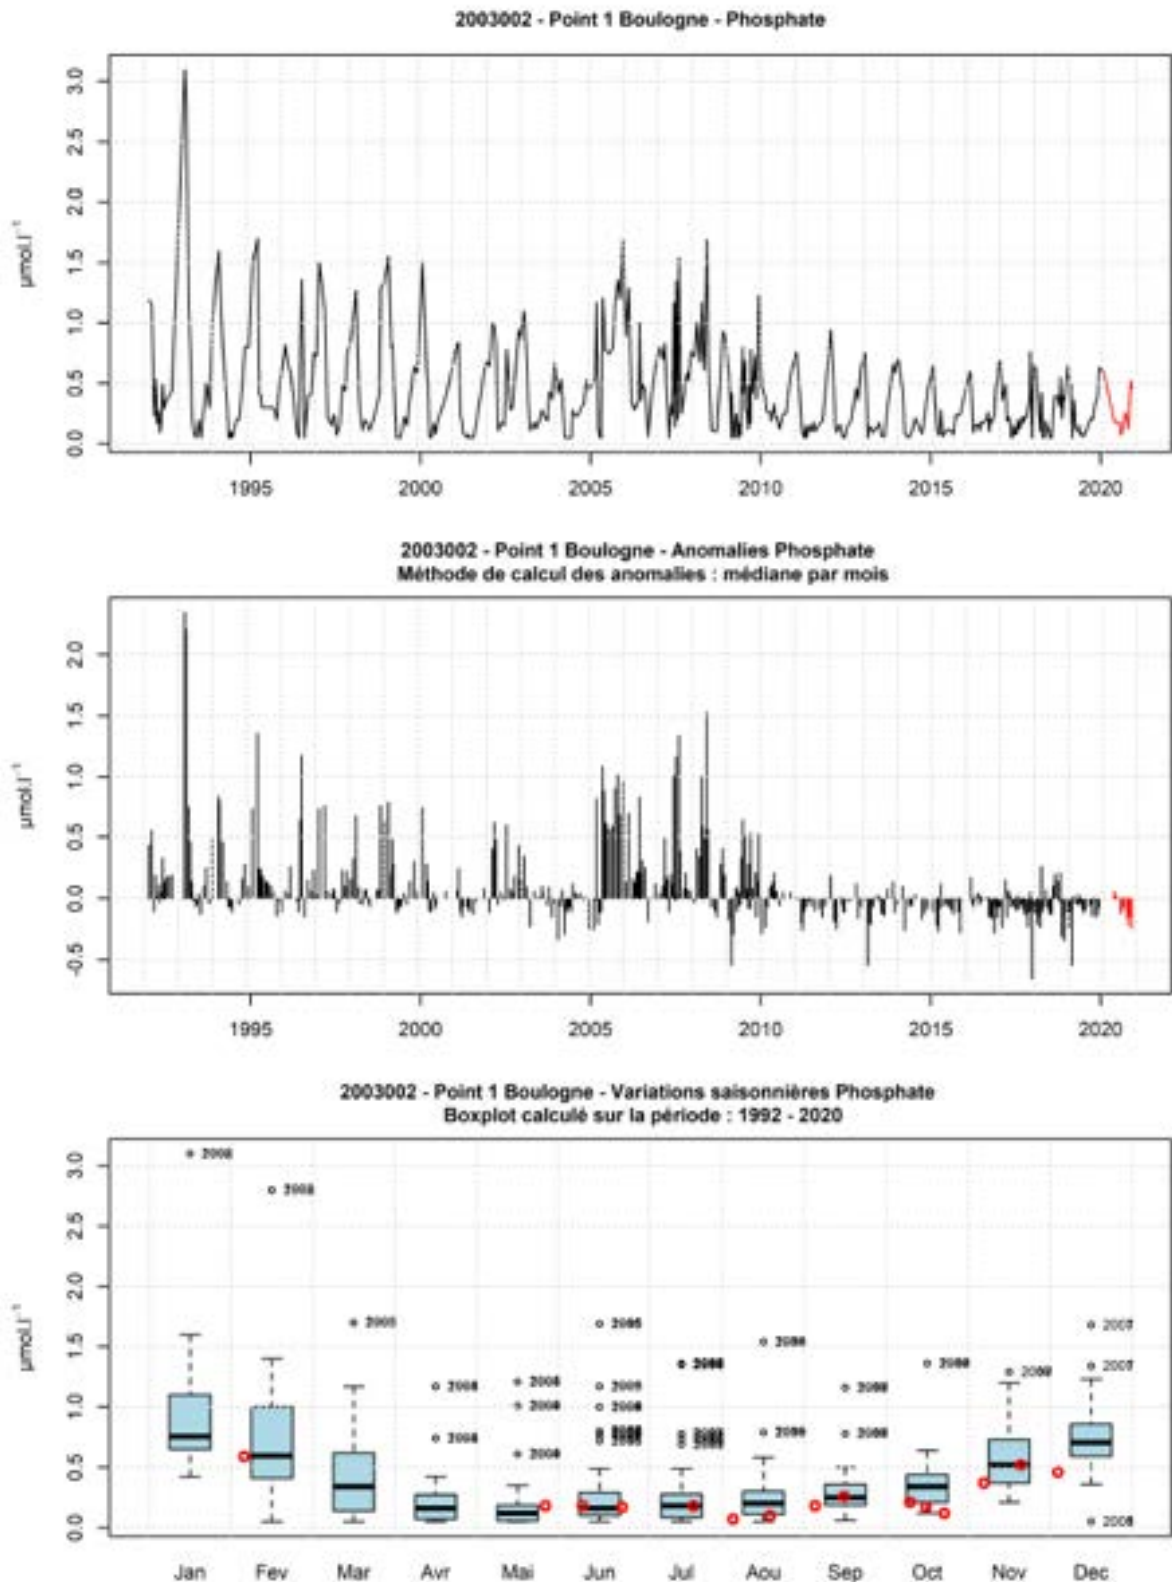 2003002 - Point 1 Boulogne - Phosphate
3.0
2.5
2.0
1.5
1.0
0.5
0.0
µmol.l⁻¹
1995 2000 2005 2010 2015 2020
2003002 - Point 1 Boulogne - Anomalies Phosphate
Méthode de calcul des anomalies : médiane par mois
2.0
1.5
1.0
0.5
0.0
-0.5
µmol.l⁻¹
1995 2000 2005 2010 2015 2020
2003002 - Point 1 Boulogne - Variations saisonnières Phosphate
Boxplot calculé sur la période : 1992 - 2020
3.0
2.5
2.0
1.5
1.0
0.5
0.0
µmol.l⁻¹
2007
2007
Jan Fev Mar Avr Mai Jun Jul Aou Sep Oct Nov Dec